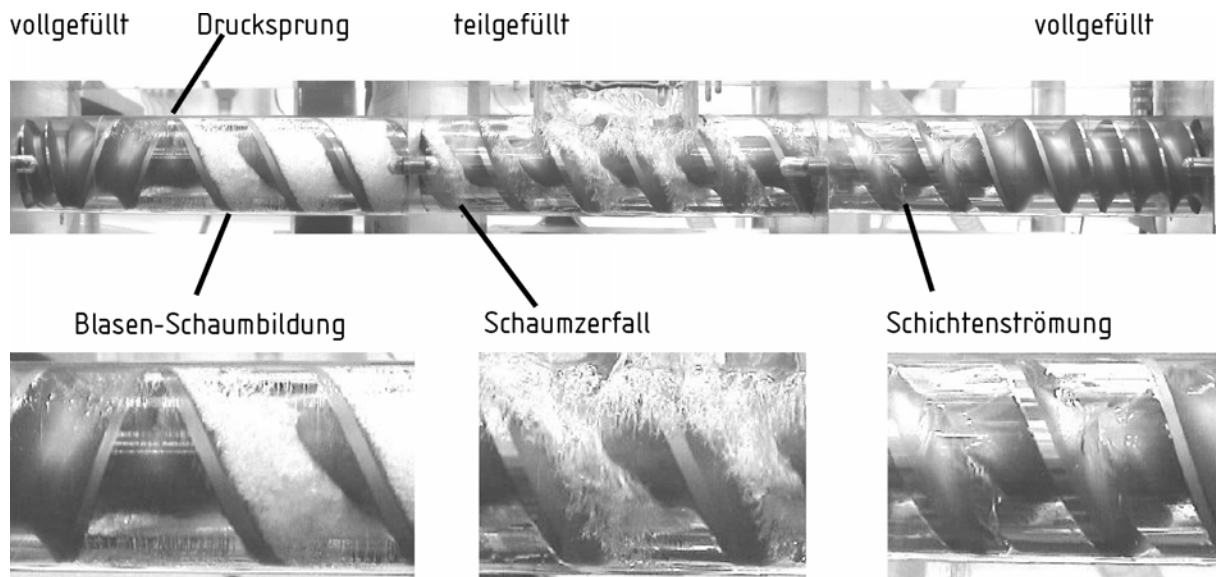 vollgefüllt
Drucksprung
teilgefüllt
vollgefüllt
Blasen-Schaumbildung
Schaumzerfall
Schichtenströmung